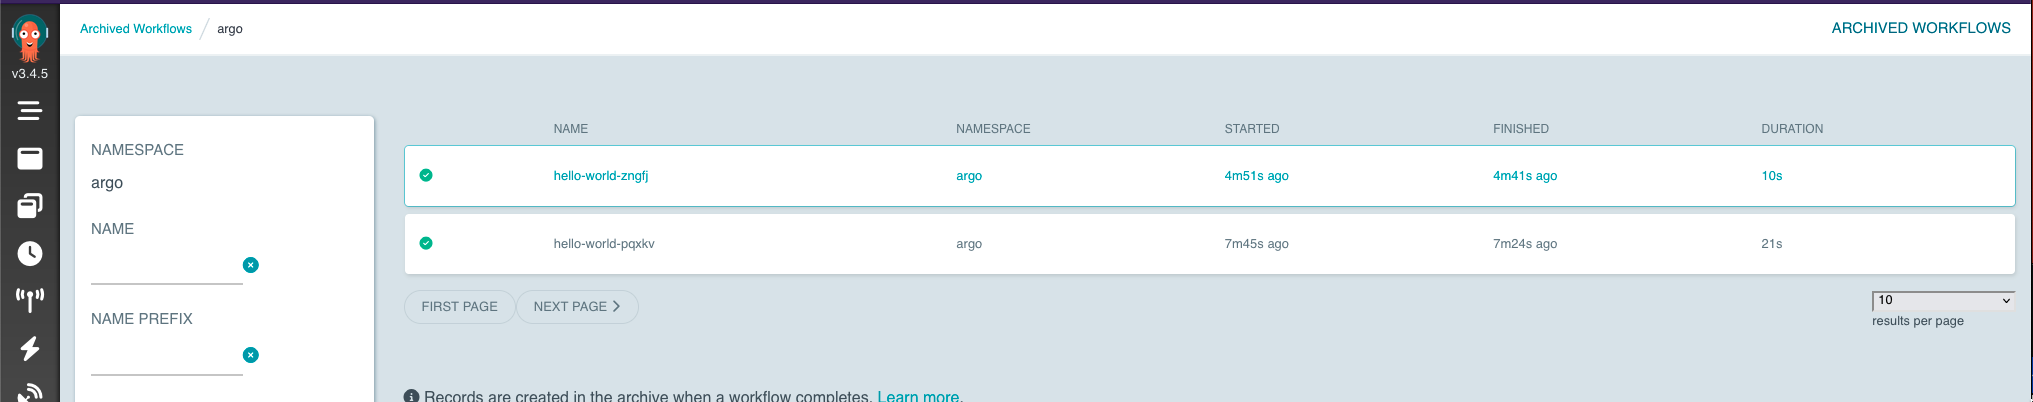 Archived Workflows / argo
ARCHIVED WORKFLOWS
v3.4.5
NAMESPACE
argo
NAME
NAME PREFIX
NAME NAMESPACE STARTED FINISHED DURATION
hello-world-zngfj argo 4m51s ago 4m41s ago 10s
hello-world-pqxkv argo 7m45s ago 7m24s ago 21s
FIRST PAGE NEXT PAGE
10
results per page
Records are created in the archive when a workflow completes. Learn more.